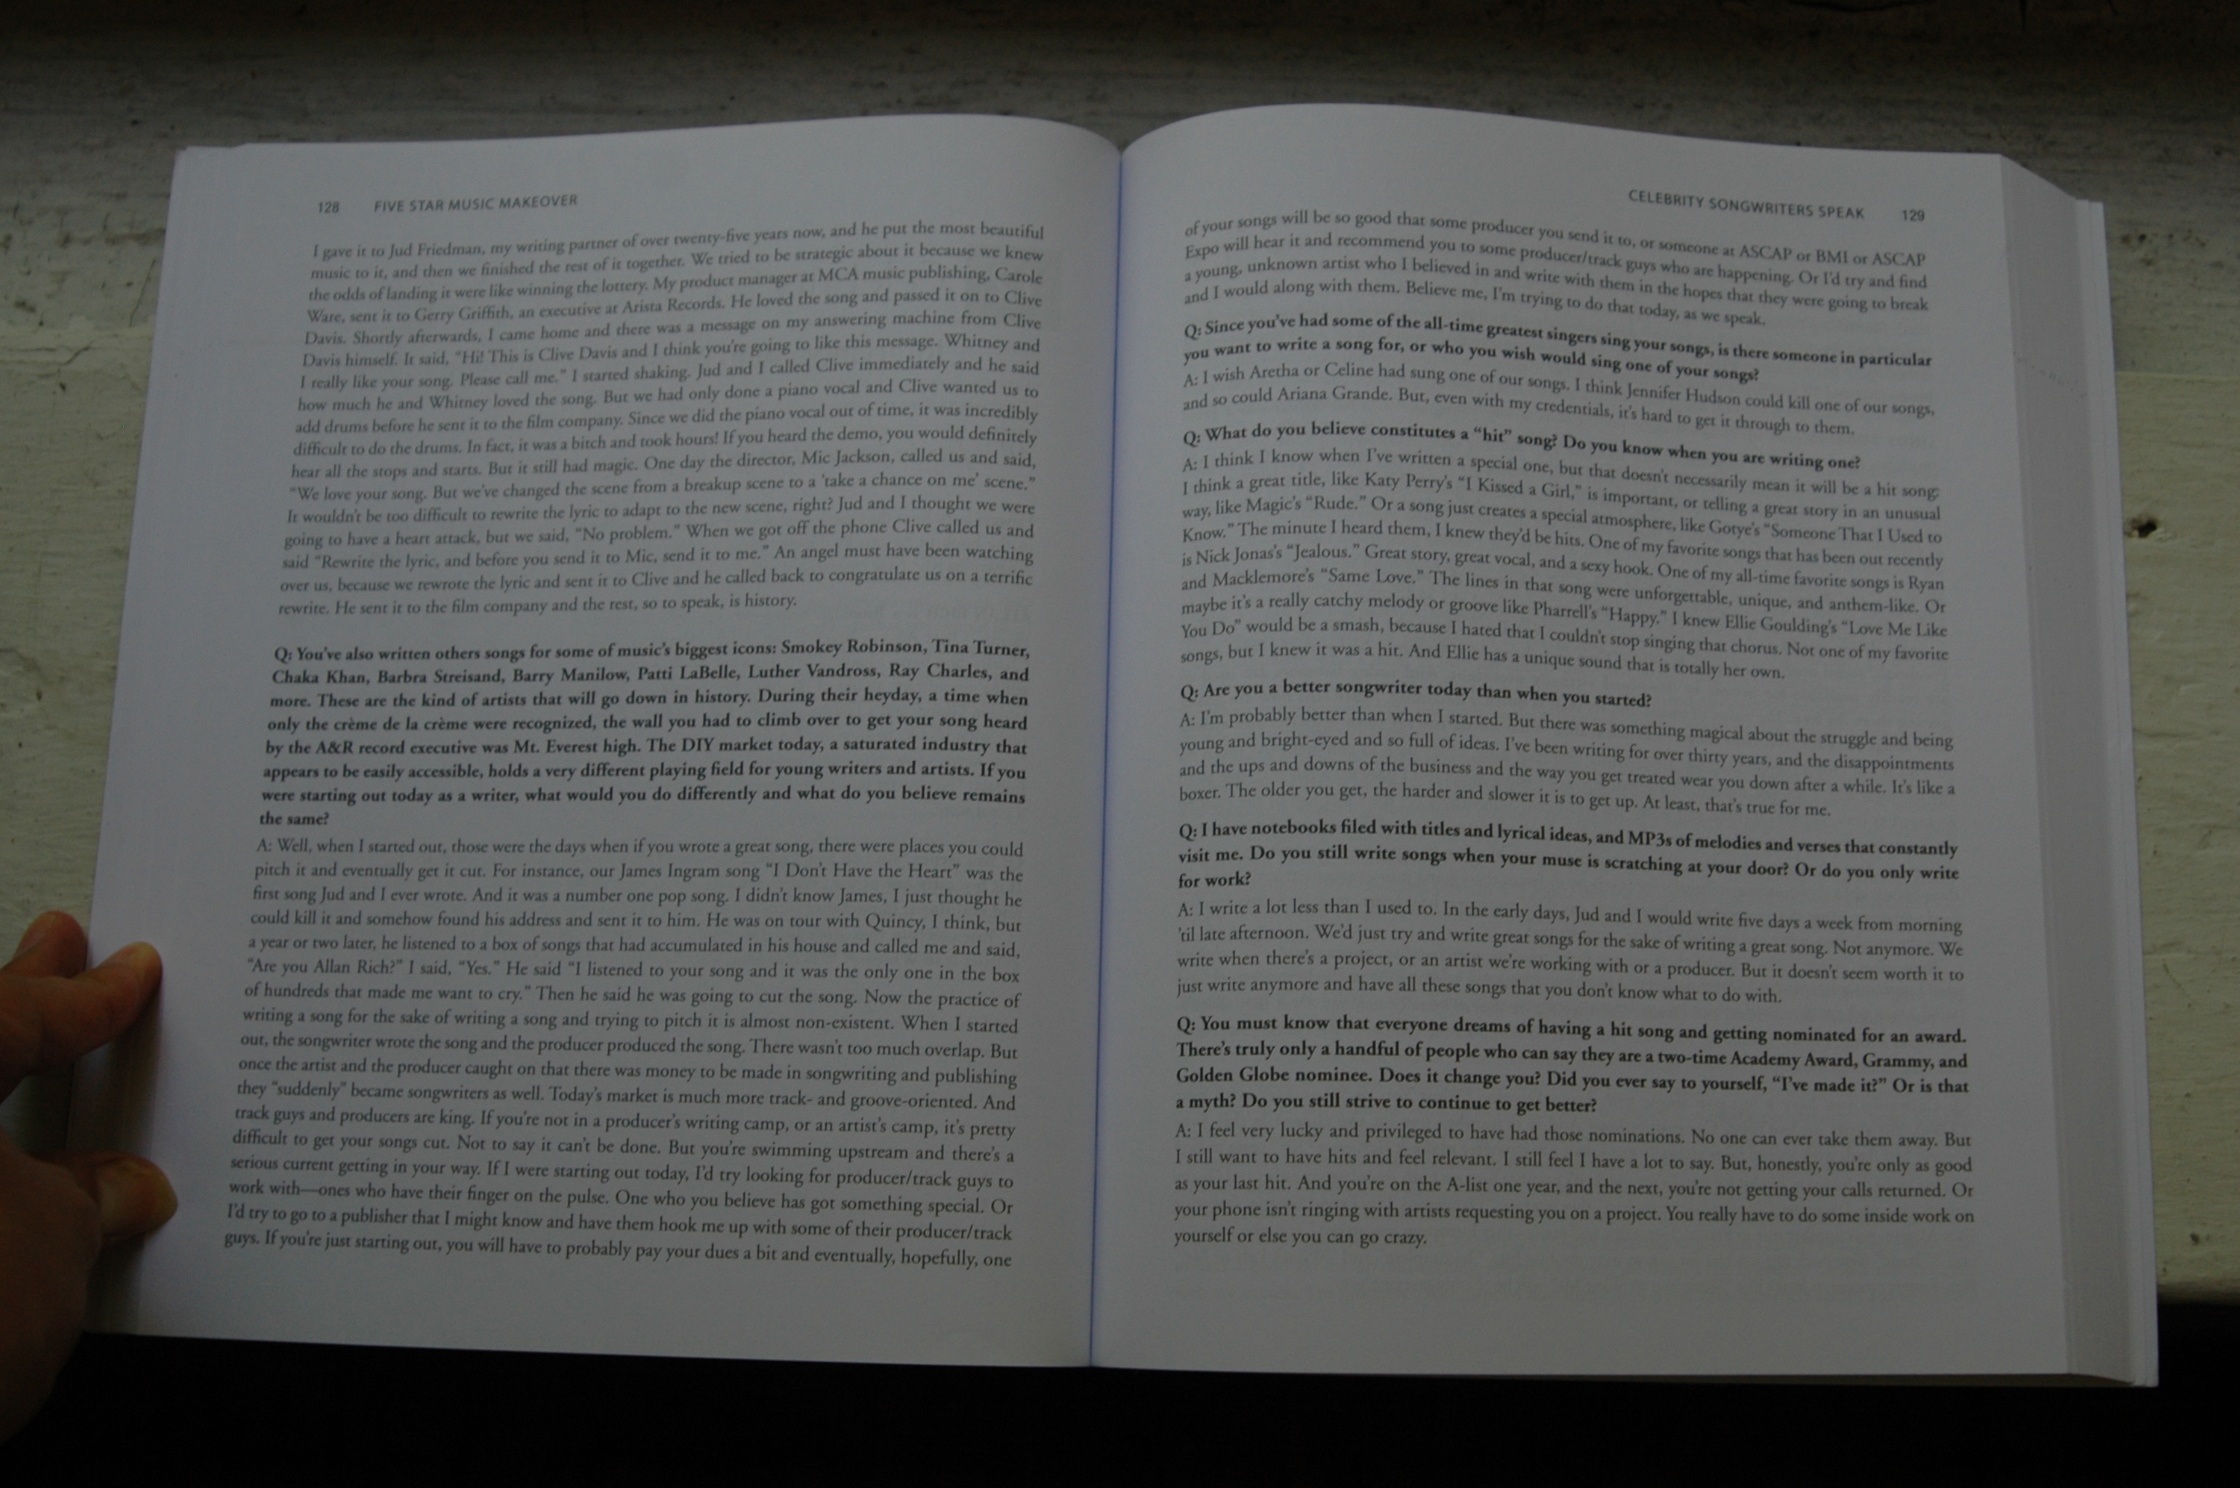 128 FIVE STAR MUSIC MAKEOVER
I gave it to Jud Friedman, my writing partner of over twenty-five years now, and he put the most beautiful
music to it, and then we finished the rest of it together. We tried to be strategic about it because we knew
the odds of landing it were like winning the lottery. My product manager at MCA music publishing, Carole
Ware, sent it to Gerry Griffith, an executive at Arista Records. He loved the song and passed it on to Clive
Davis. Shortly afterwards, I came home and there was a message on my answering machine from Clive
Davis himself. It said, "Hi! This is Clive Davis and I think you're going to like this message. Whitney and
I really like your song. Please call me." I started shaking. Jud and I called Clive immediately and he said
how much he and Whitney loved the song. But we had only done a piano vocal and Clive wanted us to
add drums before he sent it to the film company. Since we did the piano vocal out of time, it was incredibly
difficult to do the drums. In fact, it was a bitch and took hours! If you heard the demo, you would definitely
hear all the stops and starts. But it still had magic. One day the director, Mic Jackson, called us and said,
"We love your song. But we've changed the scene from a breakup scene to a 'take a chance on me' scene."
It wouldn't be too difficult to rewrite the lyric to adapt to the new scene, right? Jud and I thought we were
going to have a heart attack, but we said, "No problem." When we got off the phone Clive called us and
said "Rewrite the lyric, and before you send it to Mic, send it to me." An angel must have been watching
over us, because we rewrote the lyric and sent it to Clive and he called back to congratulate us on a terrific
rewrite. He sent it to the film company and the rest, so to speak, is history.
Q: You've also written others songs for some of music's biggest icons: Smokey Robinson, Tina Turner,
Chaka Khan, Barbra Streisand, Barry Manilow, Patti LaBelle, Luther Vandross, Ray Charles, and
more. These are the kind of artists that will go down in history. During their heyday, a time when
only the crème de la crème were recognized, the wall you had to climb over to get your song heard
by the A&R record executive was Mt. Everest high. The DIY market today, a saturated industry that
appears to be easily accessible, holds a very different playing field for young writers and artists. If you
were starting out today as a writer, what would you do differently and what do you believe remains
the same?
A: Well, when I started out, those were the days when if you wrote a great song, there were places you could
pitch it and eventually get it cut. For instance, our James Ingram song "I Don't Have the Heart" was the
first song Jud and I ever wrote. And it was a number one pop song. I didn't know James, I just thought he
could kill it and somehow found his address and sent it to him. He was on tour with Quincy, I think, but
a year or two later, he listened to a box of songs that had accumulated in his house and called me and said,
"Are you Allan Rich?" I said, "Yes." He said "I listened to your song and it was the only one in the box
of hundreds that made me want to cry." Then he said he was going to cut the song. Now the practice of
writing a song for the sake of writing a song and trying to pitch it is almost non-existent. When I started
out, the songwriter wrote the song and the producer produced the song. There wasn't too much overlap. But
once the artist and the producer caught on that there was money to be made in songwriting and publishing
they "suddenly" became songwriters as well. Today's market is much more track- and groove-oriented. And
track guys and producers are king. If you're not in a producer's writing camp, or an artist's camp, it's pretty
difficult to get your songs cut. Not to say it can't be done. But you're swimming upstream and there's a
serious current getting in your way. If I were starting out today, I'd try looking for producer/track guys to
work with—ones who have their finger on the pulse. One who you believe has got something special. Or
I'd try to go to a publisher that I might know and have them hook me up with some of their producer/track
guys. If you're just starting out, you will have to probably pay your dues a bit and eventually, hopefully, one
CELEBRITY SONGWRITERS SPEAK 129
of your songs will be so good that some producer you send it to, or someone at ASCAP or BMI or ASCAP
Expo will hear it and recommend you to some producer/track guys who are happening. Or I'd try and find
a young, unknown artist who I believed in and write with them in the hopes that they were going to break
and I would along with them. Believe me, I'm trying to do that today, as we speak.
Q: Since you've had some of the all-time greatest singers sing your songs, is there someone in particular
you want to write a song for, or who you wish would sing one of your songs?
A: I wish Aretha or Celine had sung one of our songs. I think Jennifer Hudson could kill one of our songs,
and so could Ariana Grande. But, even with my credentials, it's hard to get it through to them.
Q: What do you believe constitutes a "hit" song? Do you know when you are writing one?
A: I think I know when I've written a special one, but that doesn't necessarily mean it will be a hit song.
I think a great title, like Katy Perry's "I Kissed a Girl," is important, or telling a great story in an unusual
way, like Magic's "Rude." Or a song just creates a special atmosphere, like Gotye's "Someone That I Used to
Know." The minute I heard them, I knew they'd be hits. One of my favorite songs that has been out recently
is Nick Jonas's "Jealous." Great story, great vocal, and a sexy hook. One of my all-time favorite songs is Ryan
and Macklemore's "Same Love." The lines in that song were unforgettable, unique, and anthem-like. Or
maybe it's a really catchy melody or groove like Pharrell's "Happy." I knew Ellie Goulding's "Love Me Like
You Do" would be a smash, because I hated that I couldn't stop singing that chorus. Not one of my favorite
songs, but I knew it was a hit. And Ellie has a unique sound that is totally her own.
Q: Are you a better songwriter today than when you started?
A: I'm probably better than when I started. But there was something magical about the struggle and being
young and bright-eyed and so full of ideas. I've been writing for over thirty years, and the disappointments
and the ups and downs of the business and the way you get treated wear you down after a while. It's like a
boxer. The older you get, the harder and slower it is to get up. At least, that's true for me.
Q: I have notebooks filed with titles and lyrical ideas, and MP3s of melodies and verses that constantly
visit me. Do you still write songs when your muse is scratching at your door? Or do you only write
for work?
A: I write a lot less than I used to. In the early days, Jud and I would write five days a week from morning
'til late afternoon. We'd just try and write great songs for the sake of writing a great song. Not anymore. We
write when there's a project, or an artist we're working with or a producer. But it doesn't seem worth it to
just write anymore and have all these songs that you don't know what to do with.
Q: You must know that everyone dreams of having a hit song and getting nominated for an award.
There's truly only a handful of people who can say they are a two-time Academy Award, Grammy, and
Golden Globe nominee. Does it change you? Did you ever say to yourself, "I've made it?" Or is that
a myth? Do you still strive to continue to get better?
A: I feel very lucky and privileged to have had those nominations. No one can ever take them away. But
I still want to have hits and feel relevant. I still feel I have a lot to say. But, honestly, you're only as good
as your last hit. And you're on the A-list one year, and the next, you're not getting your calls returned. Or
your phone isn't ringing with artists requesting you on a project. You really have to do some inside work on
yourself or else you can go crazy.